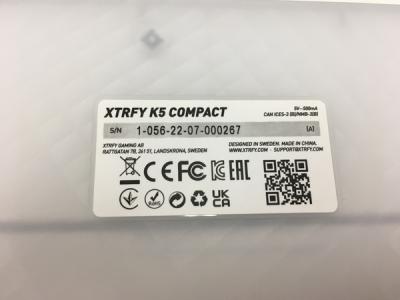 XTRFY K5 COMPACT
5V⎓500mA
CAN ICES-3 (B)/NMB-3(B)
S/N 1-056-22-07-000267 [A]
XTRFY GAMING AB
RATTGATAN 7B, 261 51, LANDSKRONA, SWEDEN
DESIGNED IN SWEDEN. MADE IN CHINA.
WWW.XTRFY.COM · SUPPORT@XTRFY.COM
CE FC EAC
UK
CA